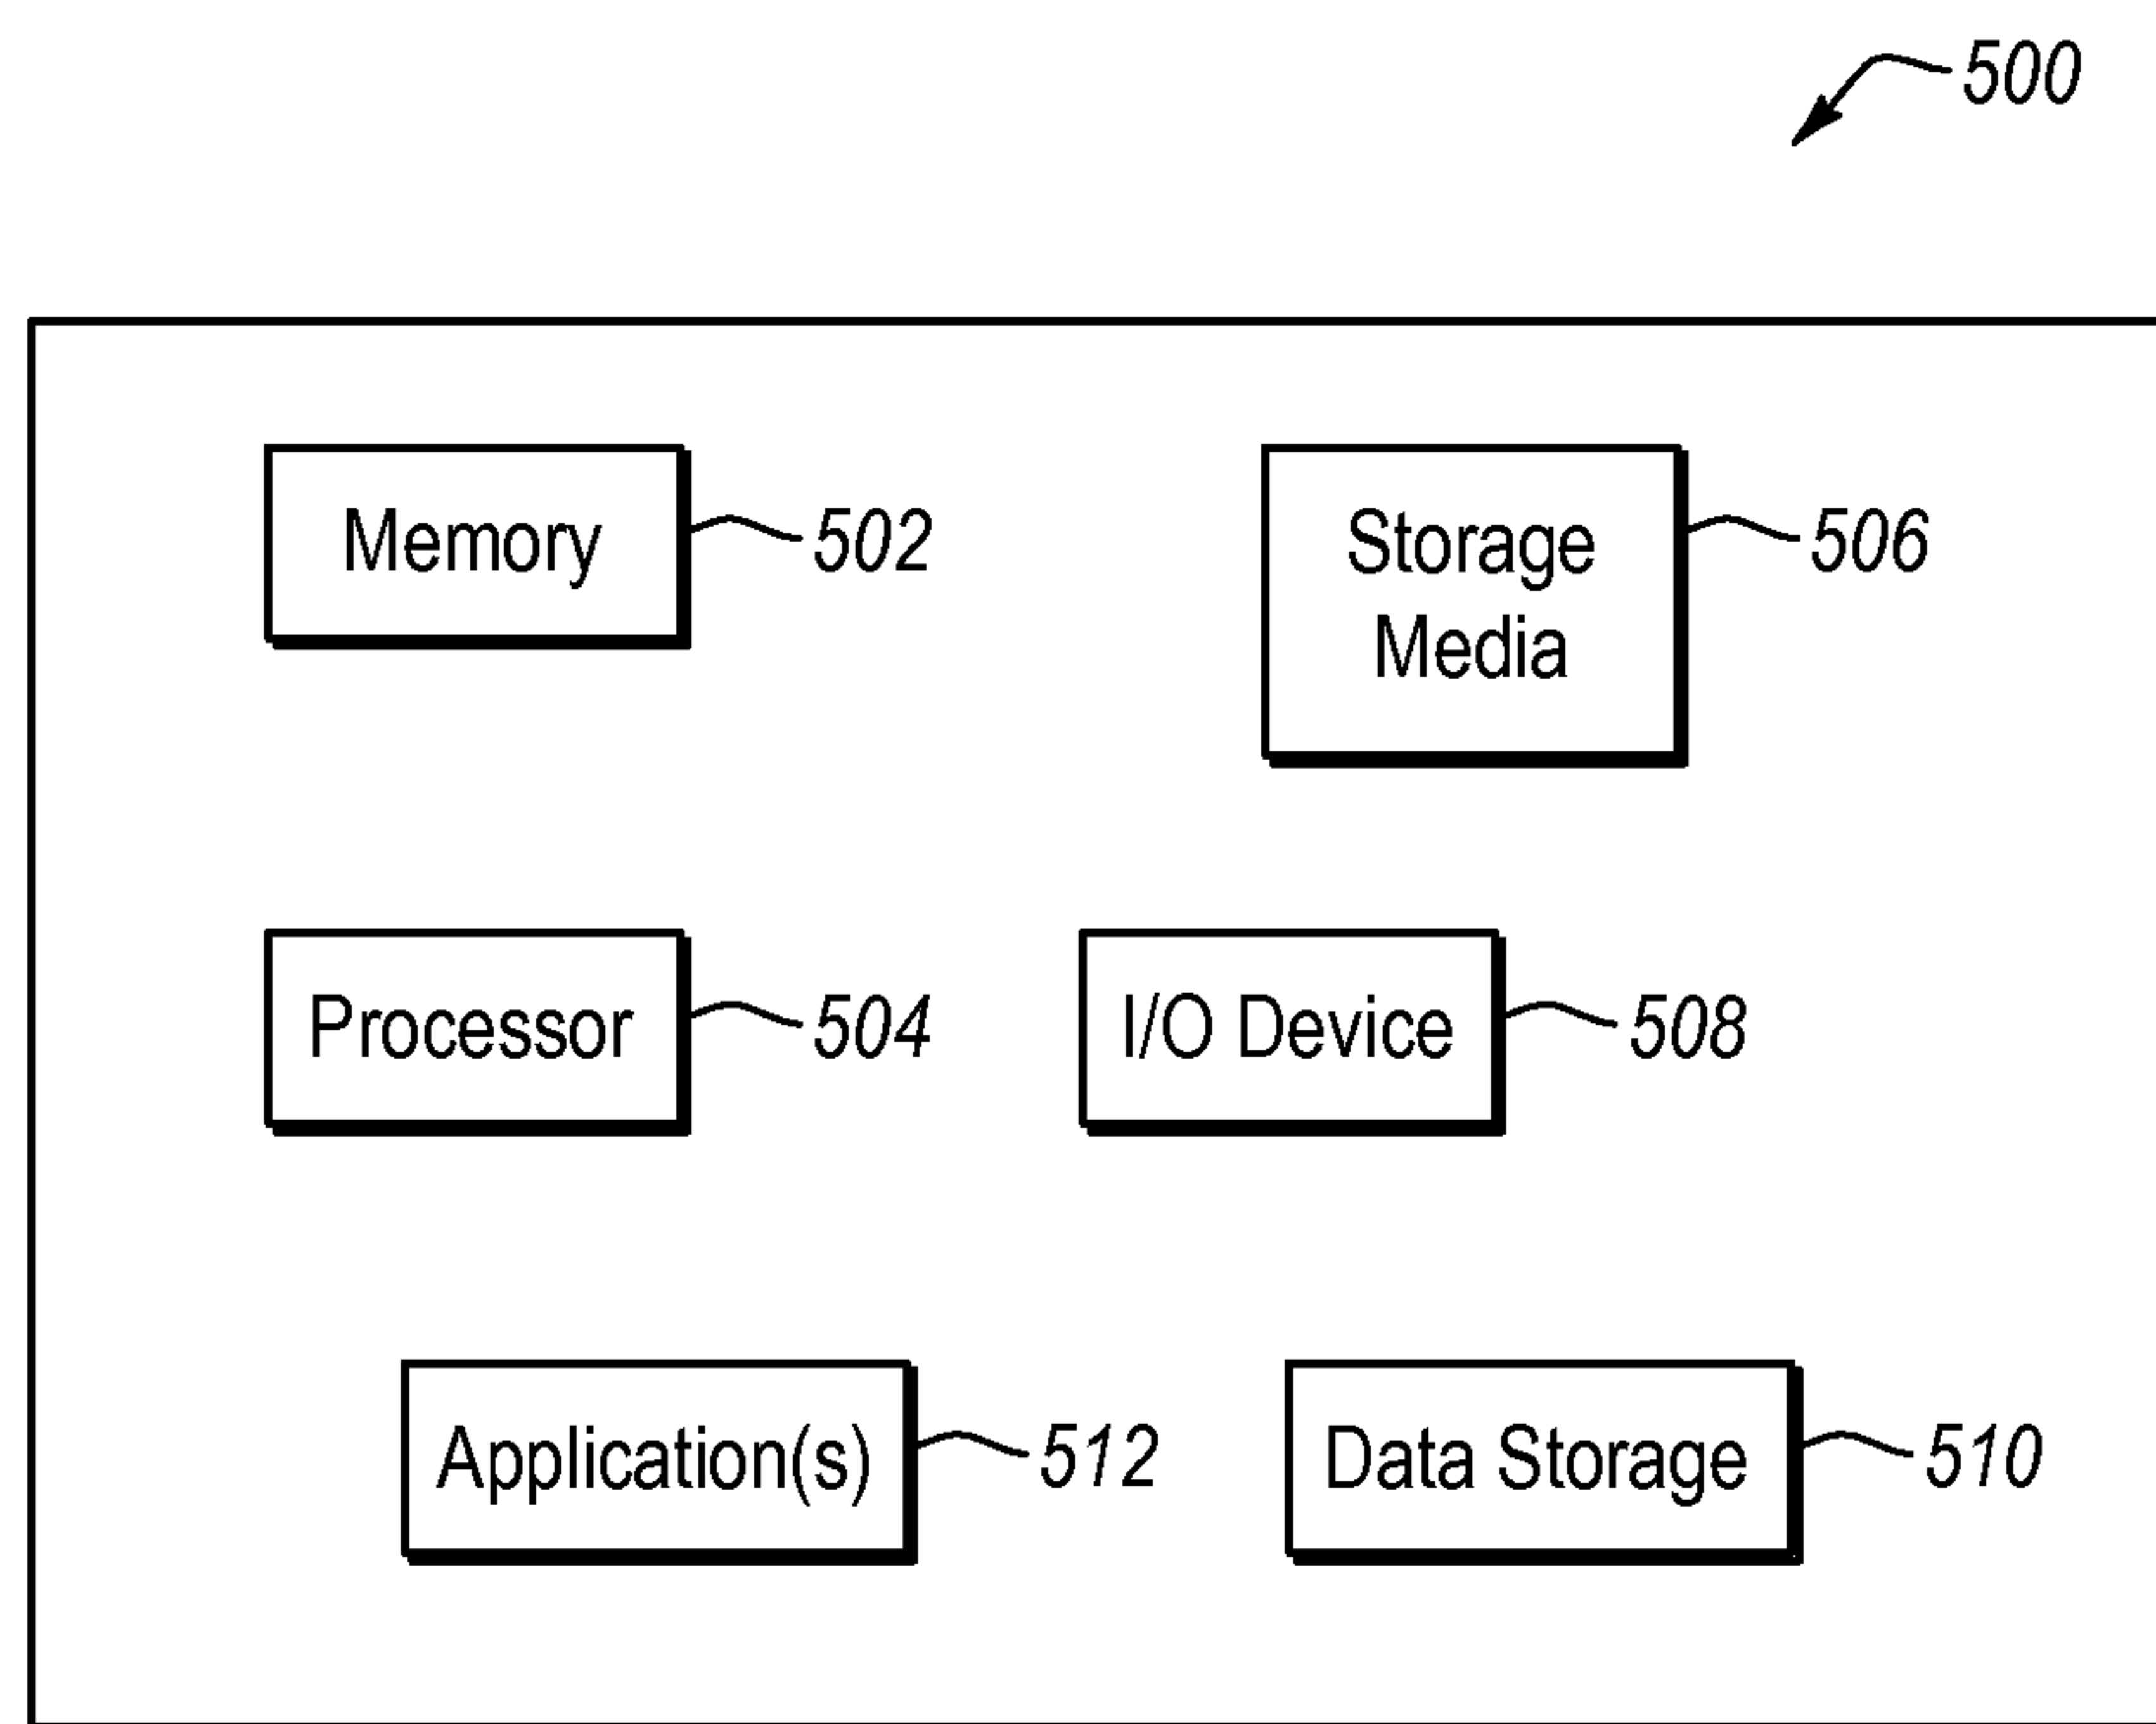 500
Memory
502
Storage
Media
506
Processor
504
I/O Device
508
Application(s)
512
Data Storage
510